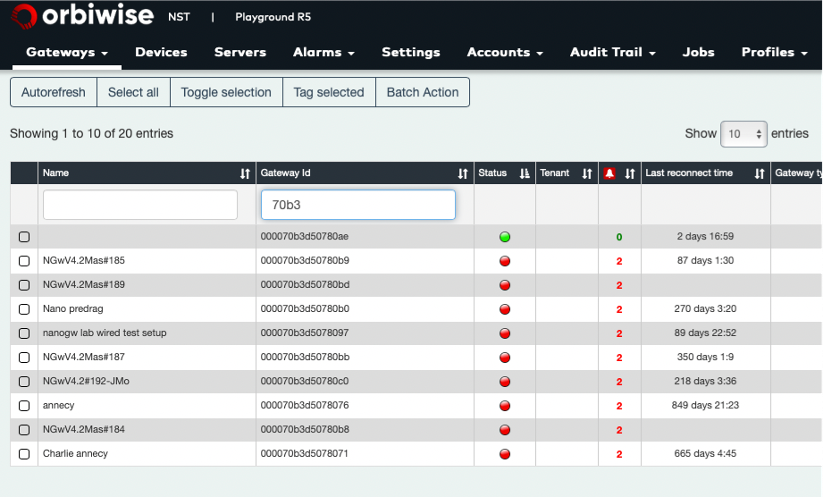 orbiwise NST | Playground R5
Gateways Devices Servers Alarms Settings Accounts Audit Trail Jobs Profiles
Autorefresh Select all Toggle selection Tag selected Batch Action
Showing 1 to 10 of 20 entries Show 10 entries
Name Gateway Id Status Tenant Last reconnect time Gateway ty
70b3
000070b3d50780ae 0 2 days 16:59
NGwV4.2Mas#185 000070b3d50780b9 2 87 days 1:30
NGwV4.2Mas#189 000070b3d50780bd 2
Nano predrag 000070b3d50780b0 2 270 days 3:20
nanogw lab wired test setup 000070b3d5078097 2 89 days 22:52
NGwV4.2Mas#187 000070b3d50780bb 2 350 days 1:9
NGwV4.2#192-JMo 000070b3d50780c0 2 218 days 3:36
annecy 000070b3d5078076 2 849 days 21:23
NGwV4.2Mas#184 000070b3d50780b8 2
Charlie annecy 000070b3d5078071 2 665 days 4:45